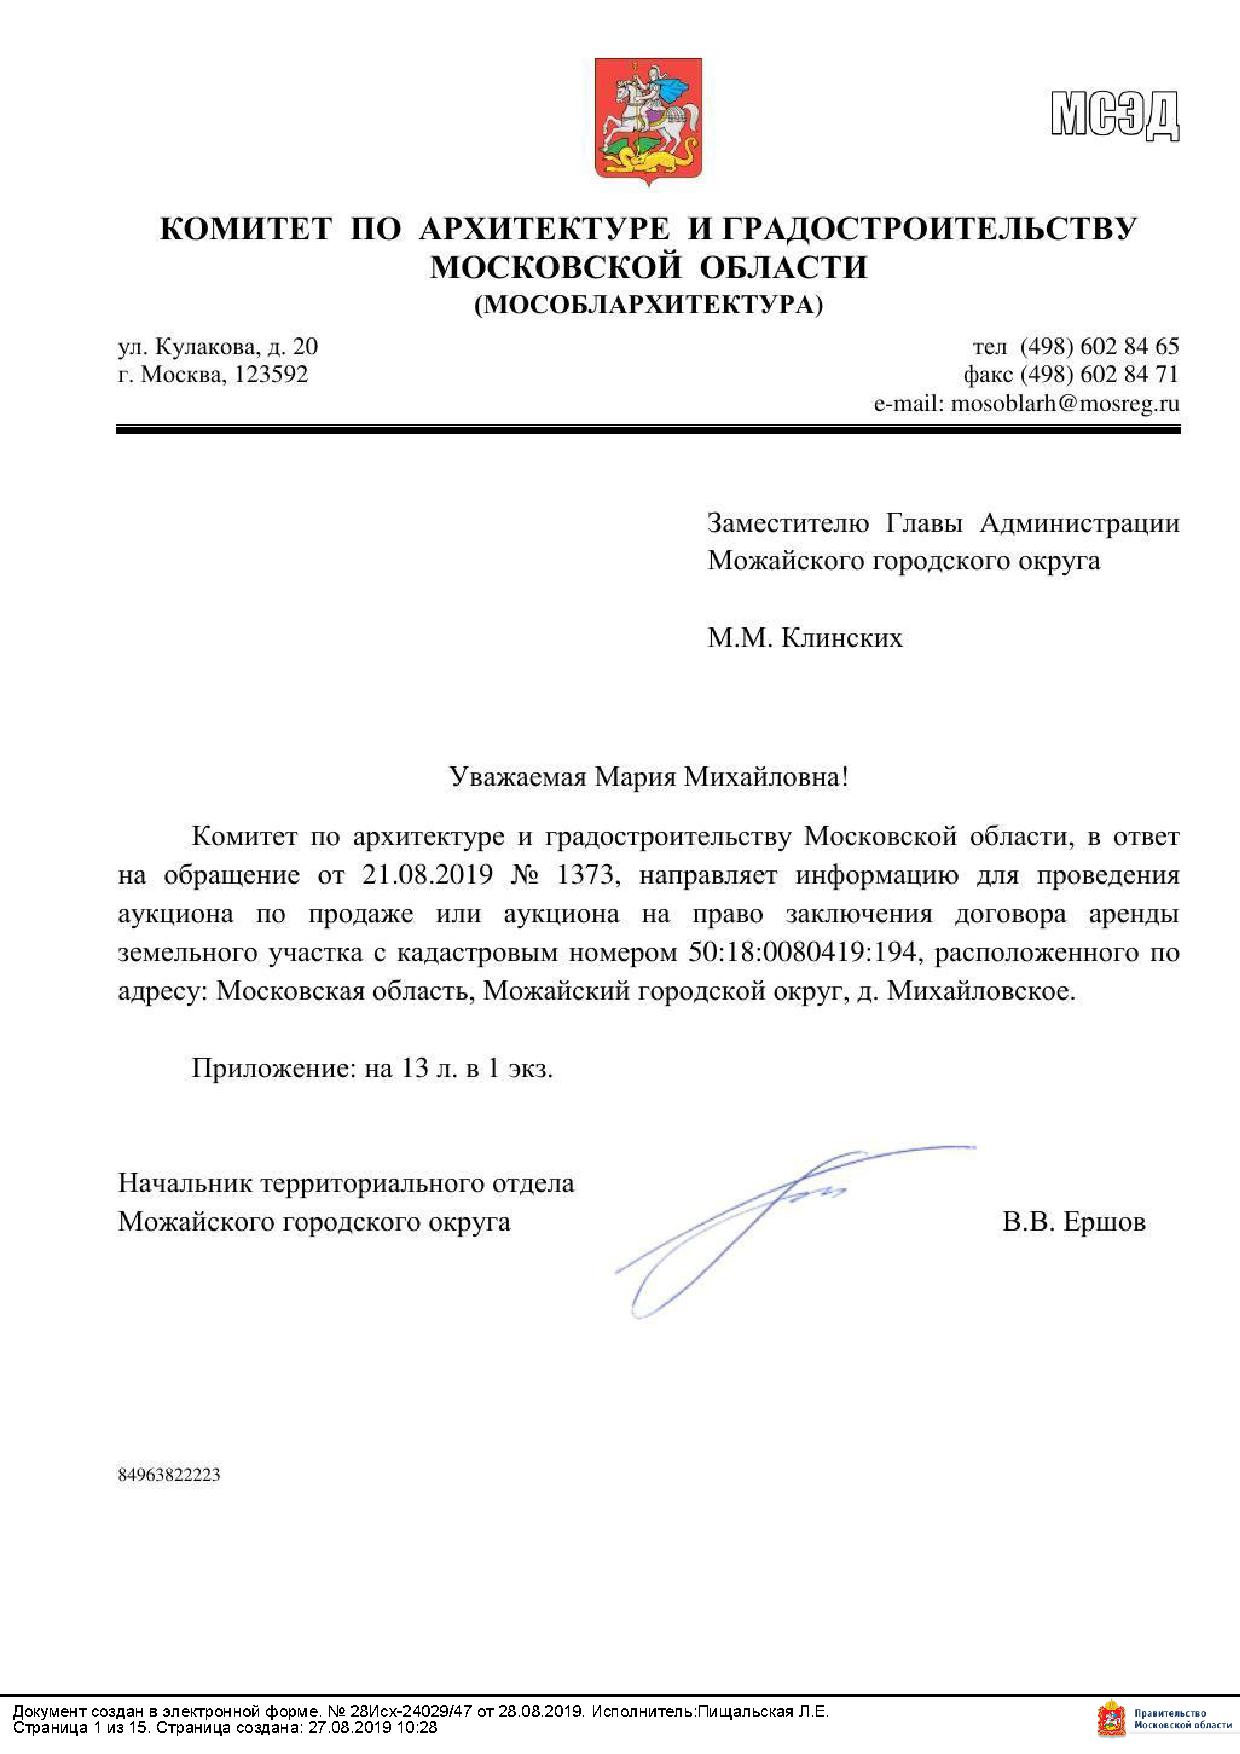 МСЭД
КОМИТЕТ ПО АРХИТЕКТУРЕ И ГРАДОСТРОИТЕЛЬСТВУ
МОСКОВСКОЙ ОБЛАСТИ
(МОСОБЛАРХИТЕКТУРА)
ул. Кулакова, д. 20
г. Москва, 123592
тел (498) 602 84 65
факс (498) 602 84 71
e-mail: mosoblarh@mosreg.ru
Заместителю Главы Администрации
Можайского городского округа
М.М. Клинских
Уважаемая Мария Михайловна!
Комитет по архитектуре и градостроительству Московской области, в ответ
на обращение от 21.08.2019 № 1373, направляет информацию для проведения
аукциона по продаже или аукциона на право заключения договора аренды
земельного участка с кадастровым номером 50:18:0080419:194, расположенного по
адресу: Московская область, Можайский городской округ, д. Михайловское.
Приложение: на 13 л. в 1 экз.
Начальник территориального отдела
Можайского городского округа
В.В. Ершов
84963822223
Документ создан в электронной форме. № 28Исх-24029/47 от 28.08.2019. Исполнитель:Пищальская Л.Е.
Страница 1 из 15. Страница создана: 27.08.2019 10:28
Правительство
Московской области